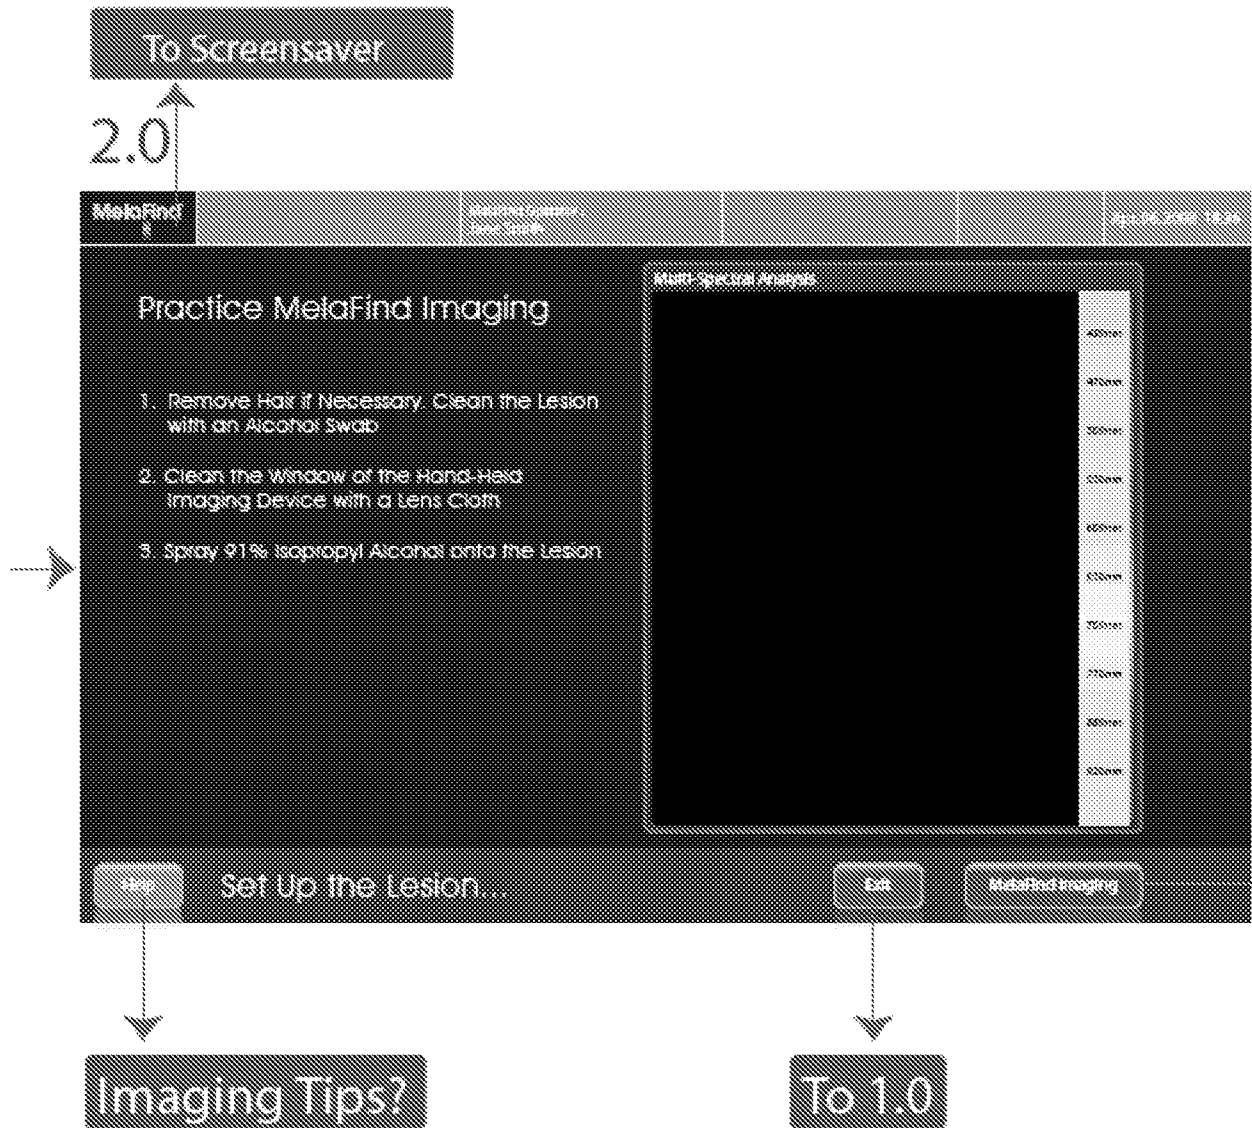 To Screensaver
2.0
MelaFind
Multi-Spectral Analysis
Practice MelaFind Imaging
1. Remove Hair if Necessary. Clean the Lesion
with an Alcohol Swab
2. Clean the Window of the Hand-Held
Imaging Device with a Lens Cloth
3. Spray 91% Isopropyl Alcohol onto the Lesion
470nm
770nm
Help
Set Up the Lesion...
Exit
MelaFind Imaging
Imaging Tips?
To 1.0